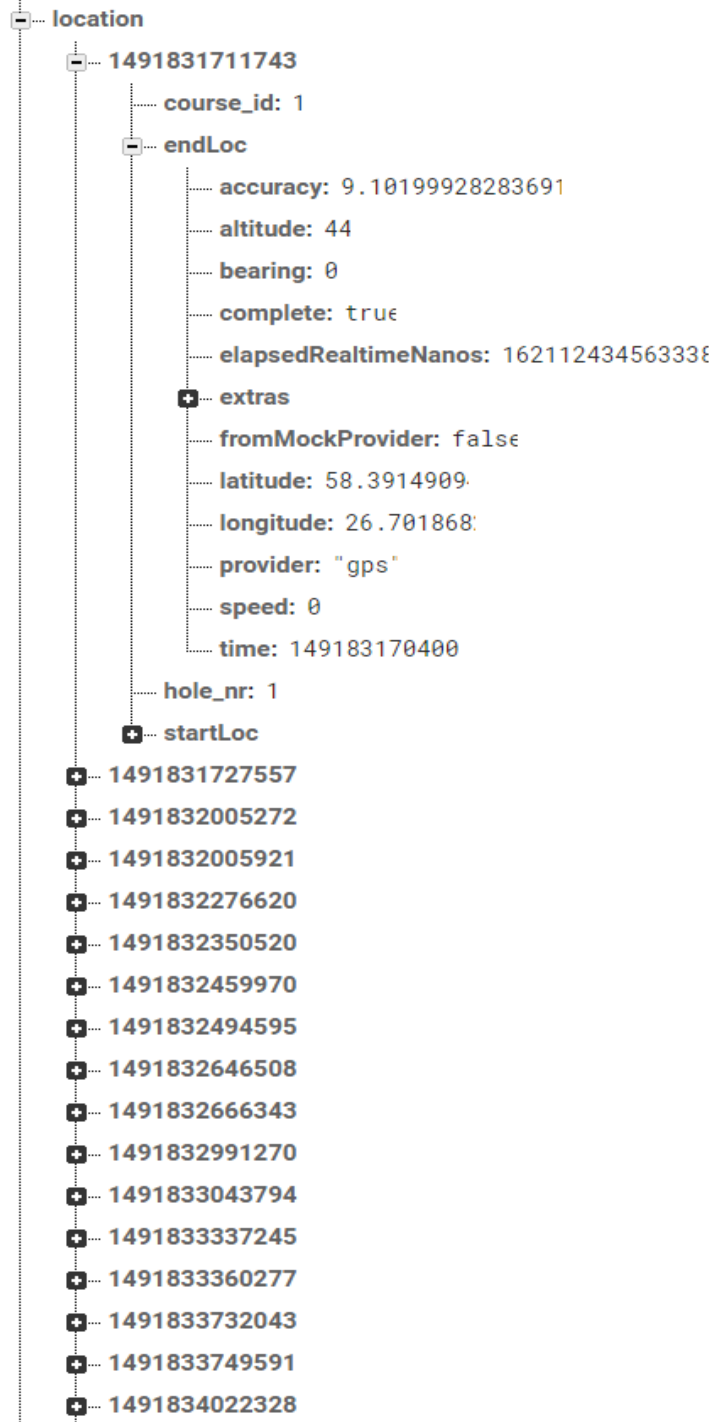 location
1491831711743
course_id: 1
endLoc
accuracy: 9.10199928283691
altitude: 44
bearing: 0
complete: true
elapsedRealtimeNanos: 162112434563338
extras
fromMockProvider: false
latitude: 58.3914909
longitude: 26.701868
provider: "gps"
speed: 0
time: 149183170400
hole_nr: 1
startLoc
1491831727557
1491832005272
1491832005921
1491832276620
1491832350520
1491832459970
1491832494595
1491832646508
1491832666343
1491832991270
1491833043794
1491833337245
1491833360277
1491833732043
1491833749591
1491834022328